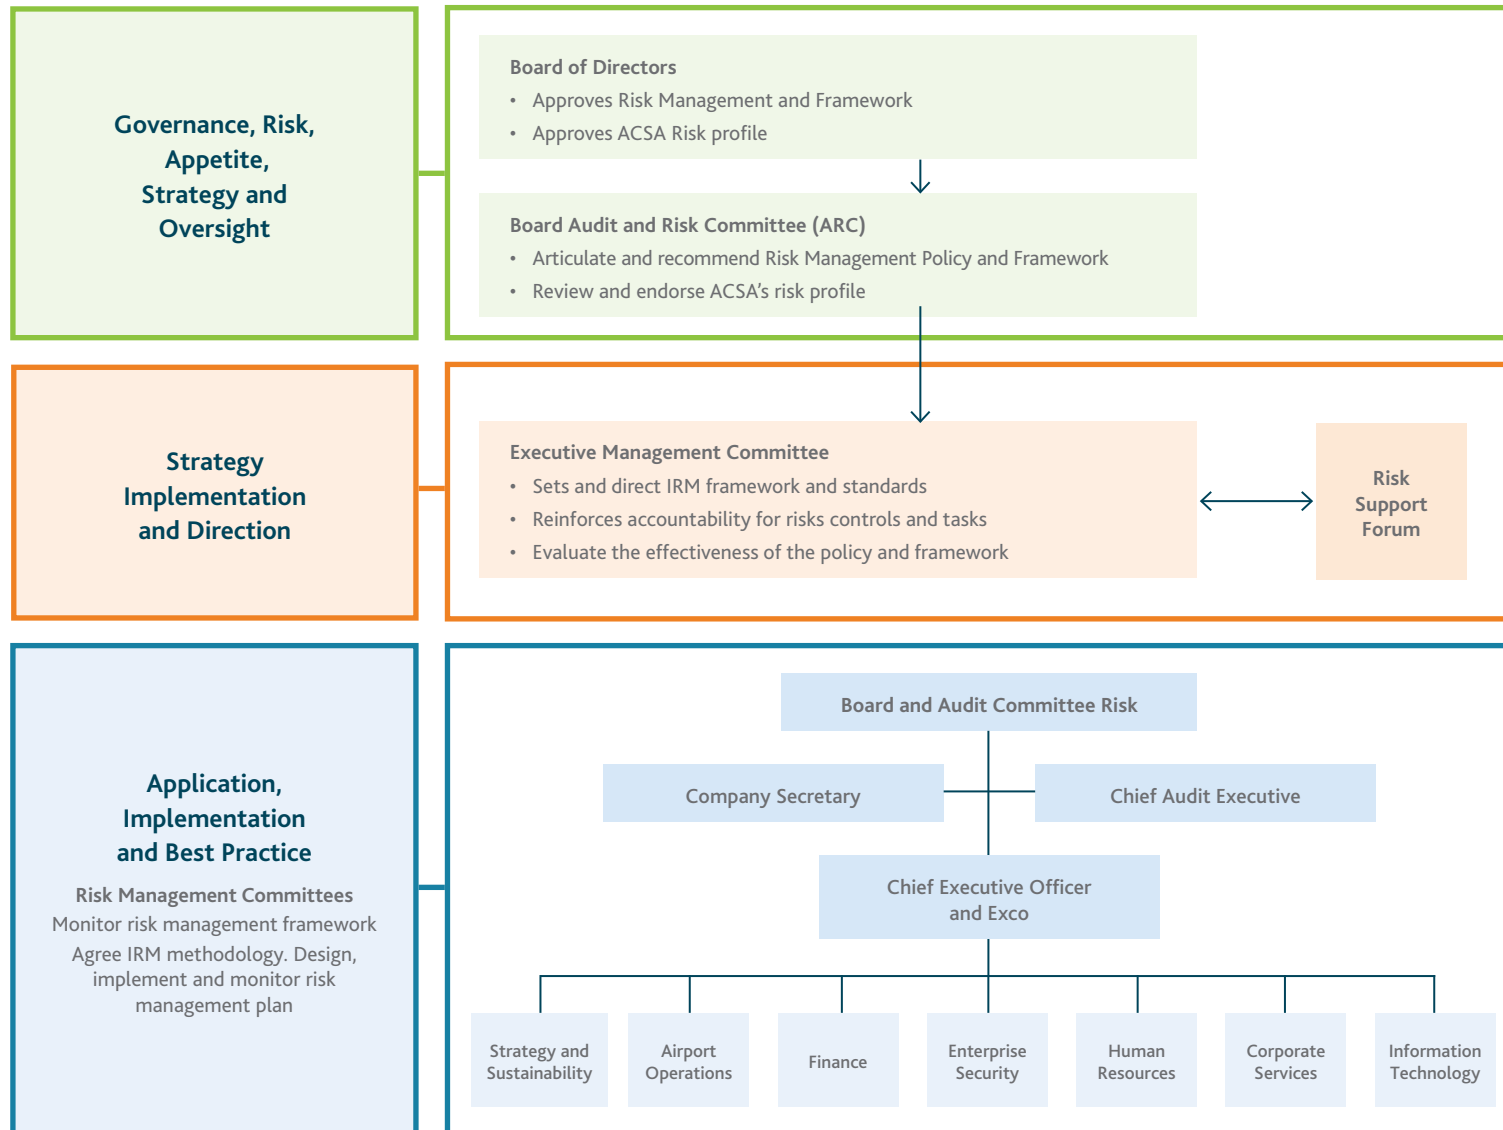 Governance, Risk,
Appetite,
Strategy and
Oversight
Board of Directors
• Approves Risk Management and Framework
• Approves ACSA Risk profile
Board Audit and Risk Committee (ARC)
• Articulate and recommend Risk Management Policy and Framework
• Review and endorse ACSA’s risk profile
Strategy
Implementation
and Direction
Executive Management Committee
• Sets and direct IRM framework and standards
• Reinforces accountability for risks controls and tasks
• Evaluate the effectiveness of the policy and framework
Risk
Support
Forum
Application,
Implementation
and Best Practice
Risk Management Committees
Monitor risk management framework
Agree IRM methodology. Design,
implement and monitor risk
management plan
Board and Audit Committee Risk
Company Secretary
Chief Audit Executive
Chief Executive Officer
and Exco
Strategy and
Sustainability
Airport
Operations
Finance
Enterprise
Security
Human
Resources
Corporate
Services
Information
Technology